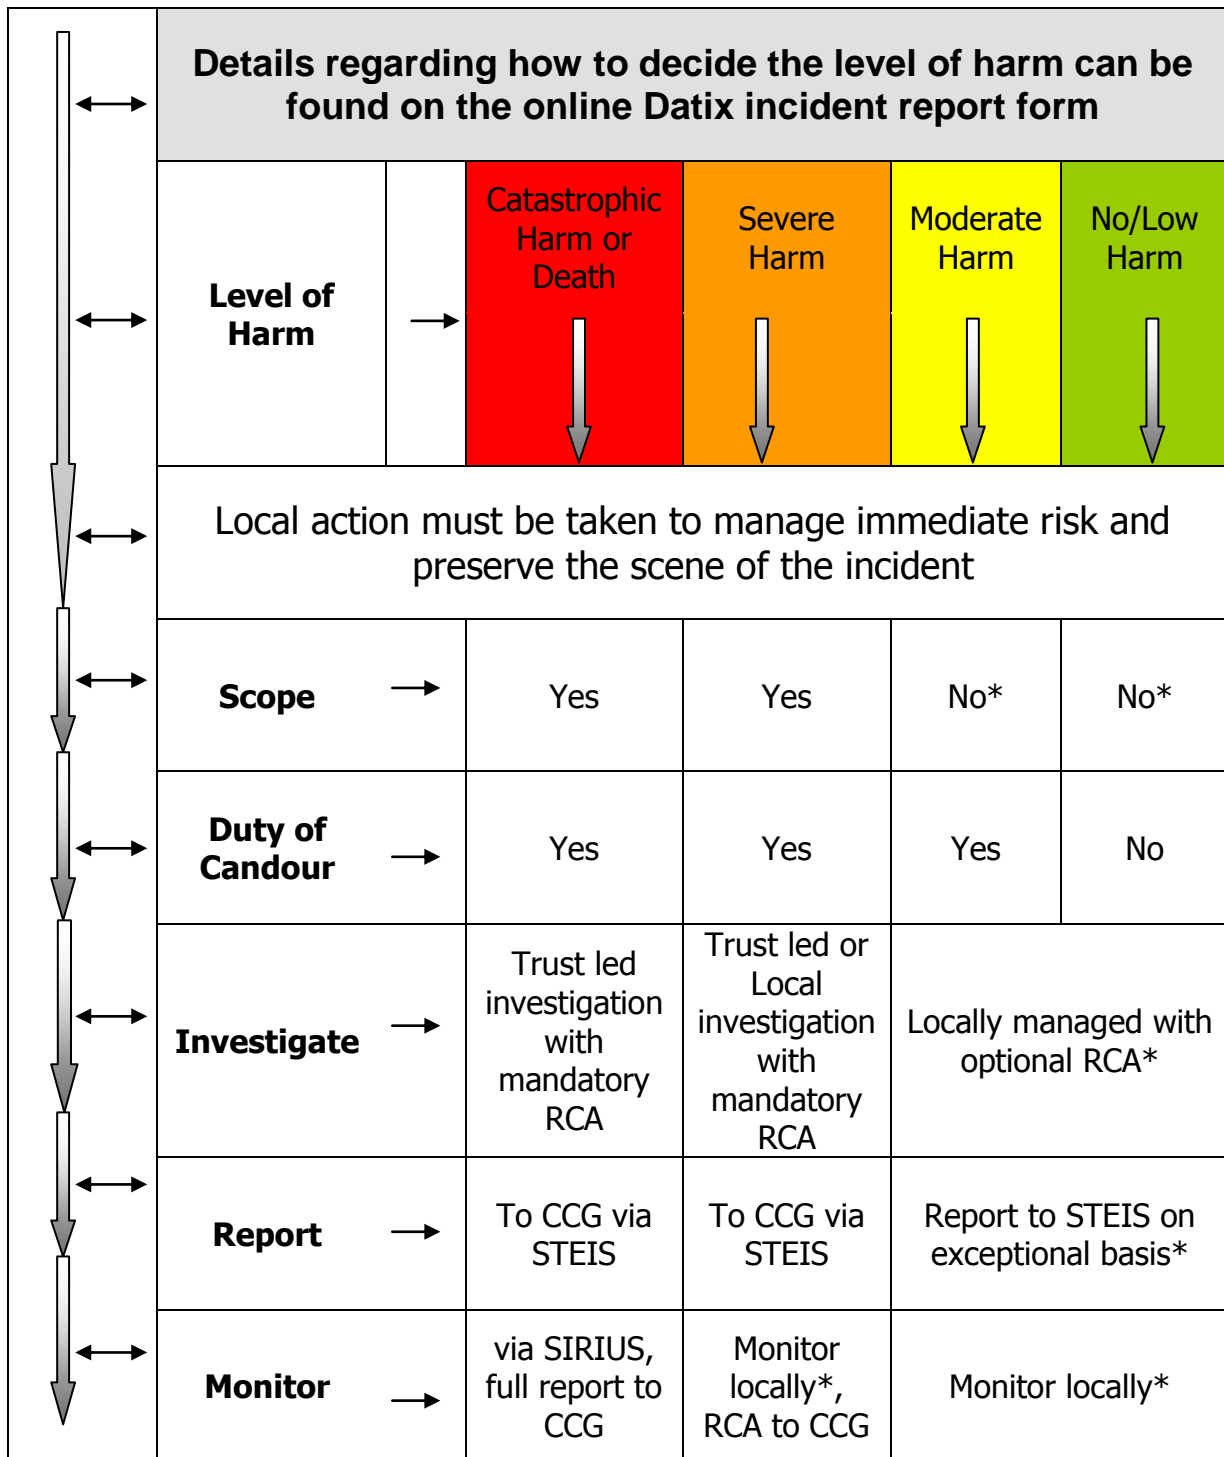 Details regarding how to decide the level of harm can be
found on the online Datix incident report form
Level of
Harm
Catastrophic
Harm or
Death
Severe
Harm
Moderate
Harm
No/Low
Harm
Local action must be taken to manage immediate risk and
preserve the scene of the incident
Scope
Yes
Yes
No*
No*
Duty of
Candour
Yes
Yes
Yes
No
Investigate
Trust led
investigation
with
mandatory
RCA
Trust led or
Local
investigation
with
mandatory
RCA
Locally managed with
optional RCA*
Report
To CCG via
STEIS
To CCG via
STEIS
Report to STEIS on
exceptional basis*
Monitor
via SIRIUS,
full report to
CCG
Monitor
locally*,
RCA to CCG
Monitor locally*